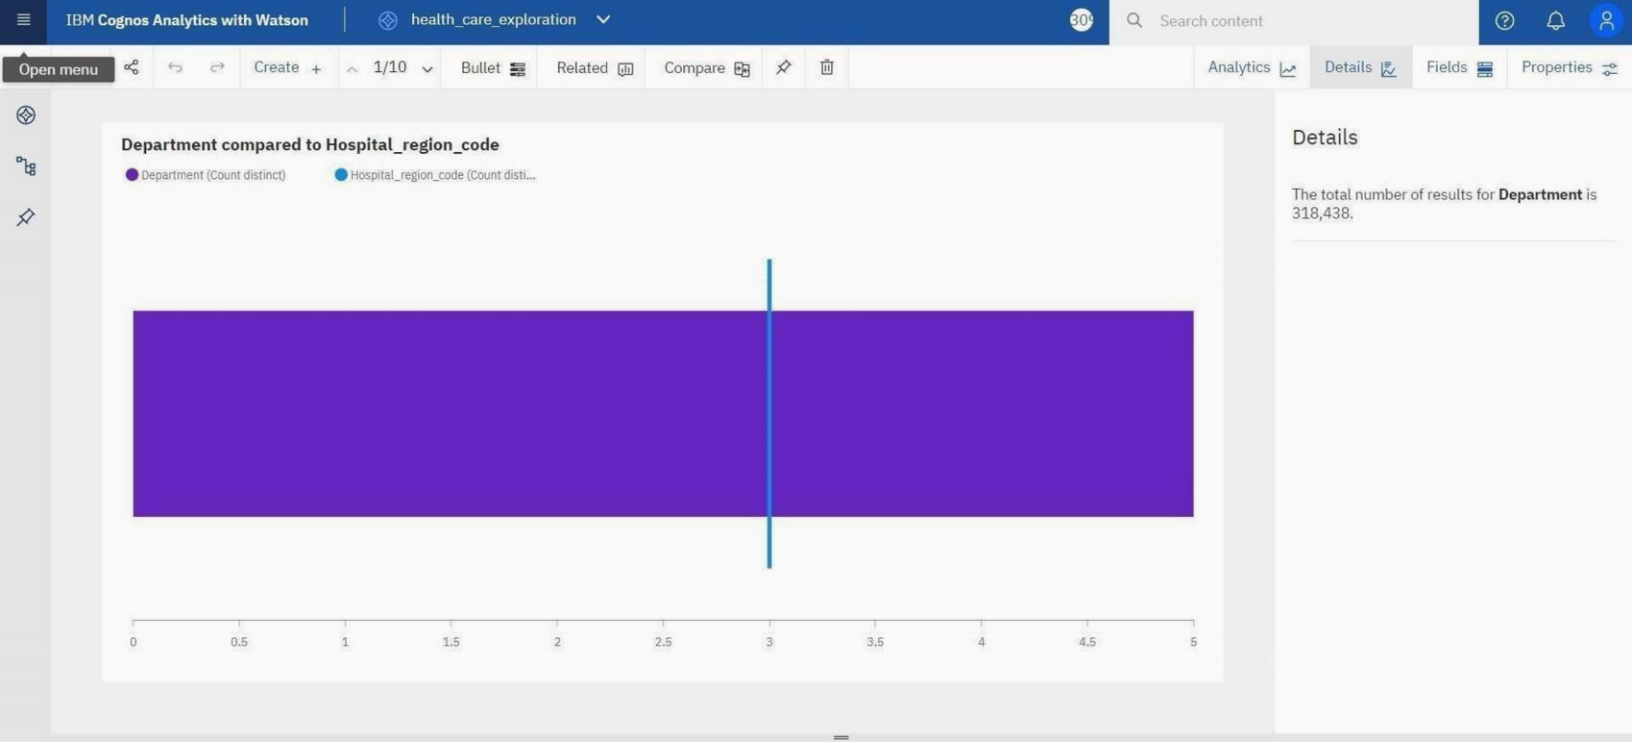 IBM Cognos Analytics with Watson
health_care_exploration
Search content
Open menu
Create +
1/10
Bullet
Related
Compare
Analytics
Details
Fields
Properties
Department compared to Hospital_region_code
Department (Count distinct)
Hospital_region_code (Count disti...
0 0.5 1 1.5 2 2.5 3 3.5 4 4.5 5
Details
The total number of results for Department is
318,438.